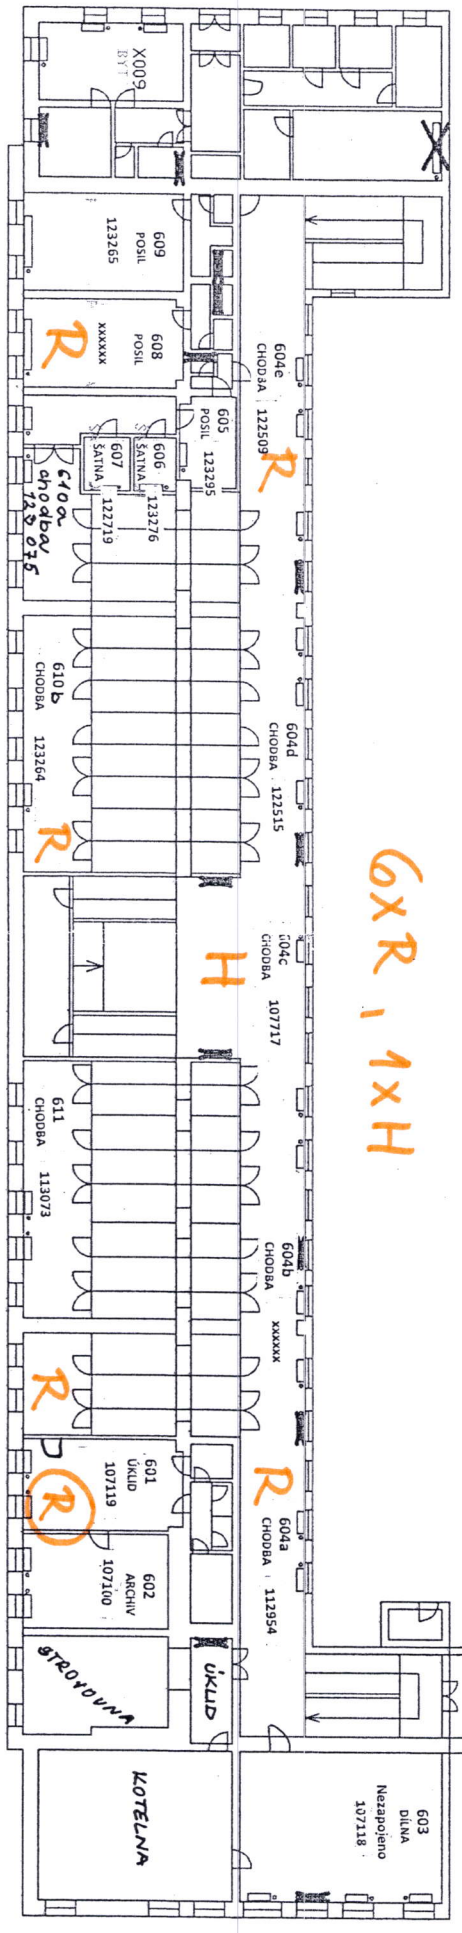 X009
BYT
609
POSIL
123265
608
POSIL
xxxxxx
R
604e
CHODBA 122509
R
605
POSIL 123295
606
ŠATNA 123276
607
ŠATNA 122719
610a
chodba
123 075
610b
CHODBA 123264
R
604d
CHODBA 122515
6XR, 1XH
604c
CHODBA 107717
H
611
CHODBA 113073
604b
CHODBA xxxxxx
R
R
604a
CHODBA 112954
601
ÚKLID
107119
R
602
ARCHIV
107100
STROJOVNA
ÚKLID
KOTELNA
603
DÍLNA
Nezapojeno
107118